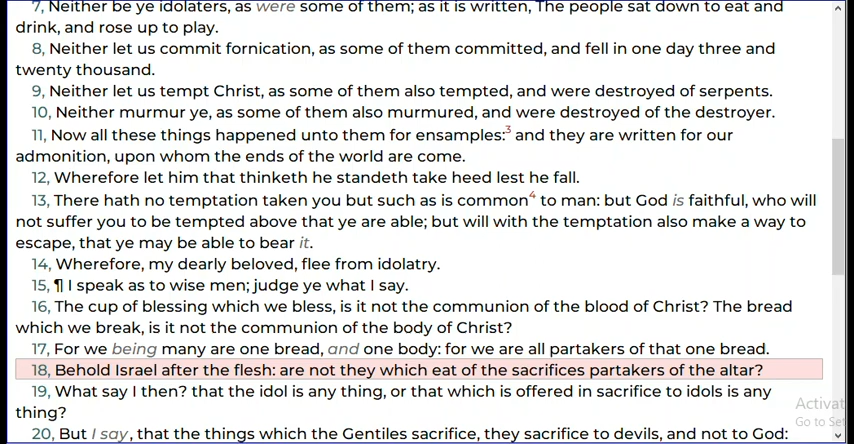 7, Neither be ye idolaters, as were some of them; as it is written, The people sat down to eat and
drink, and rose up to play.
8, Neither let us commit fornication, as some of them committed, and fell in one day three and
twenty thousand.
9, Neither let us tempt Christ, as some of them also tempted, and were destroyed of serpents.
10, Neither murmur ye, as some of them also murmured, and were destroyed of the destroyer.
11, Now all these things happened unto them for ensamples:3 and they are written for our
admonition, upon whom the ends of the world are come.
12, Wherefore let him that thinketh he standeth take heed lest he fall.
13, There hath no temptation taken you but such as is common4 to man: but God is faithful, who will
not suffer you to be tempted above that ye are able; but will with the temptation also make a way to
escape, that ye may be able to bear it.
14, Wherefore, my dearly beloved, flee from idolatry.
15, ¶ I speak as to wise men; judge ye what I say.
16, The cup of blessing which we bless, is it not the communion of the blood of Christ? The bread
which we break, is it not the communion of the body of Christ?
17, For we being many are one bread, and one body: for we are all partakers of that one bread.
18, Behold Israel after the flesh: are not they which eat of the sacrifices partakers of the altar?
19, What say I then? that the idol is any thing, or that which is offered in sacrifice to idols is any
thing?
20, But I say, that the things which the Gentiles sacrifice, they sacrifice to devils, and not to God:
Activat
Go to Set